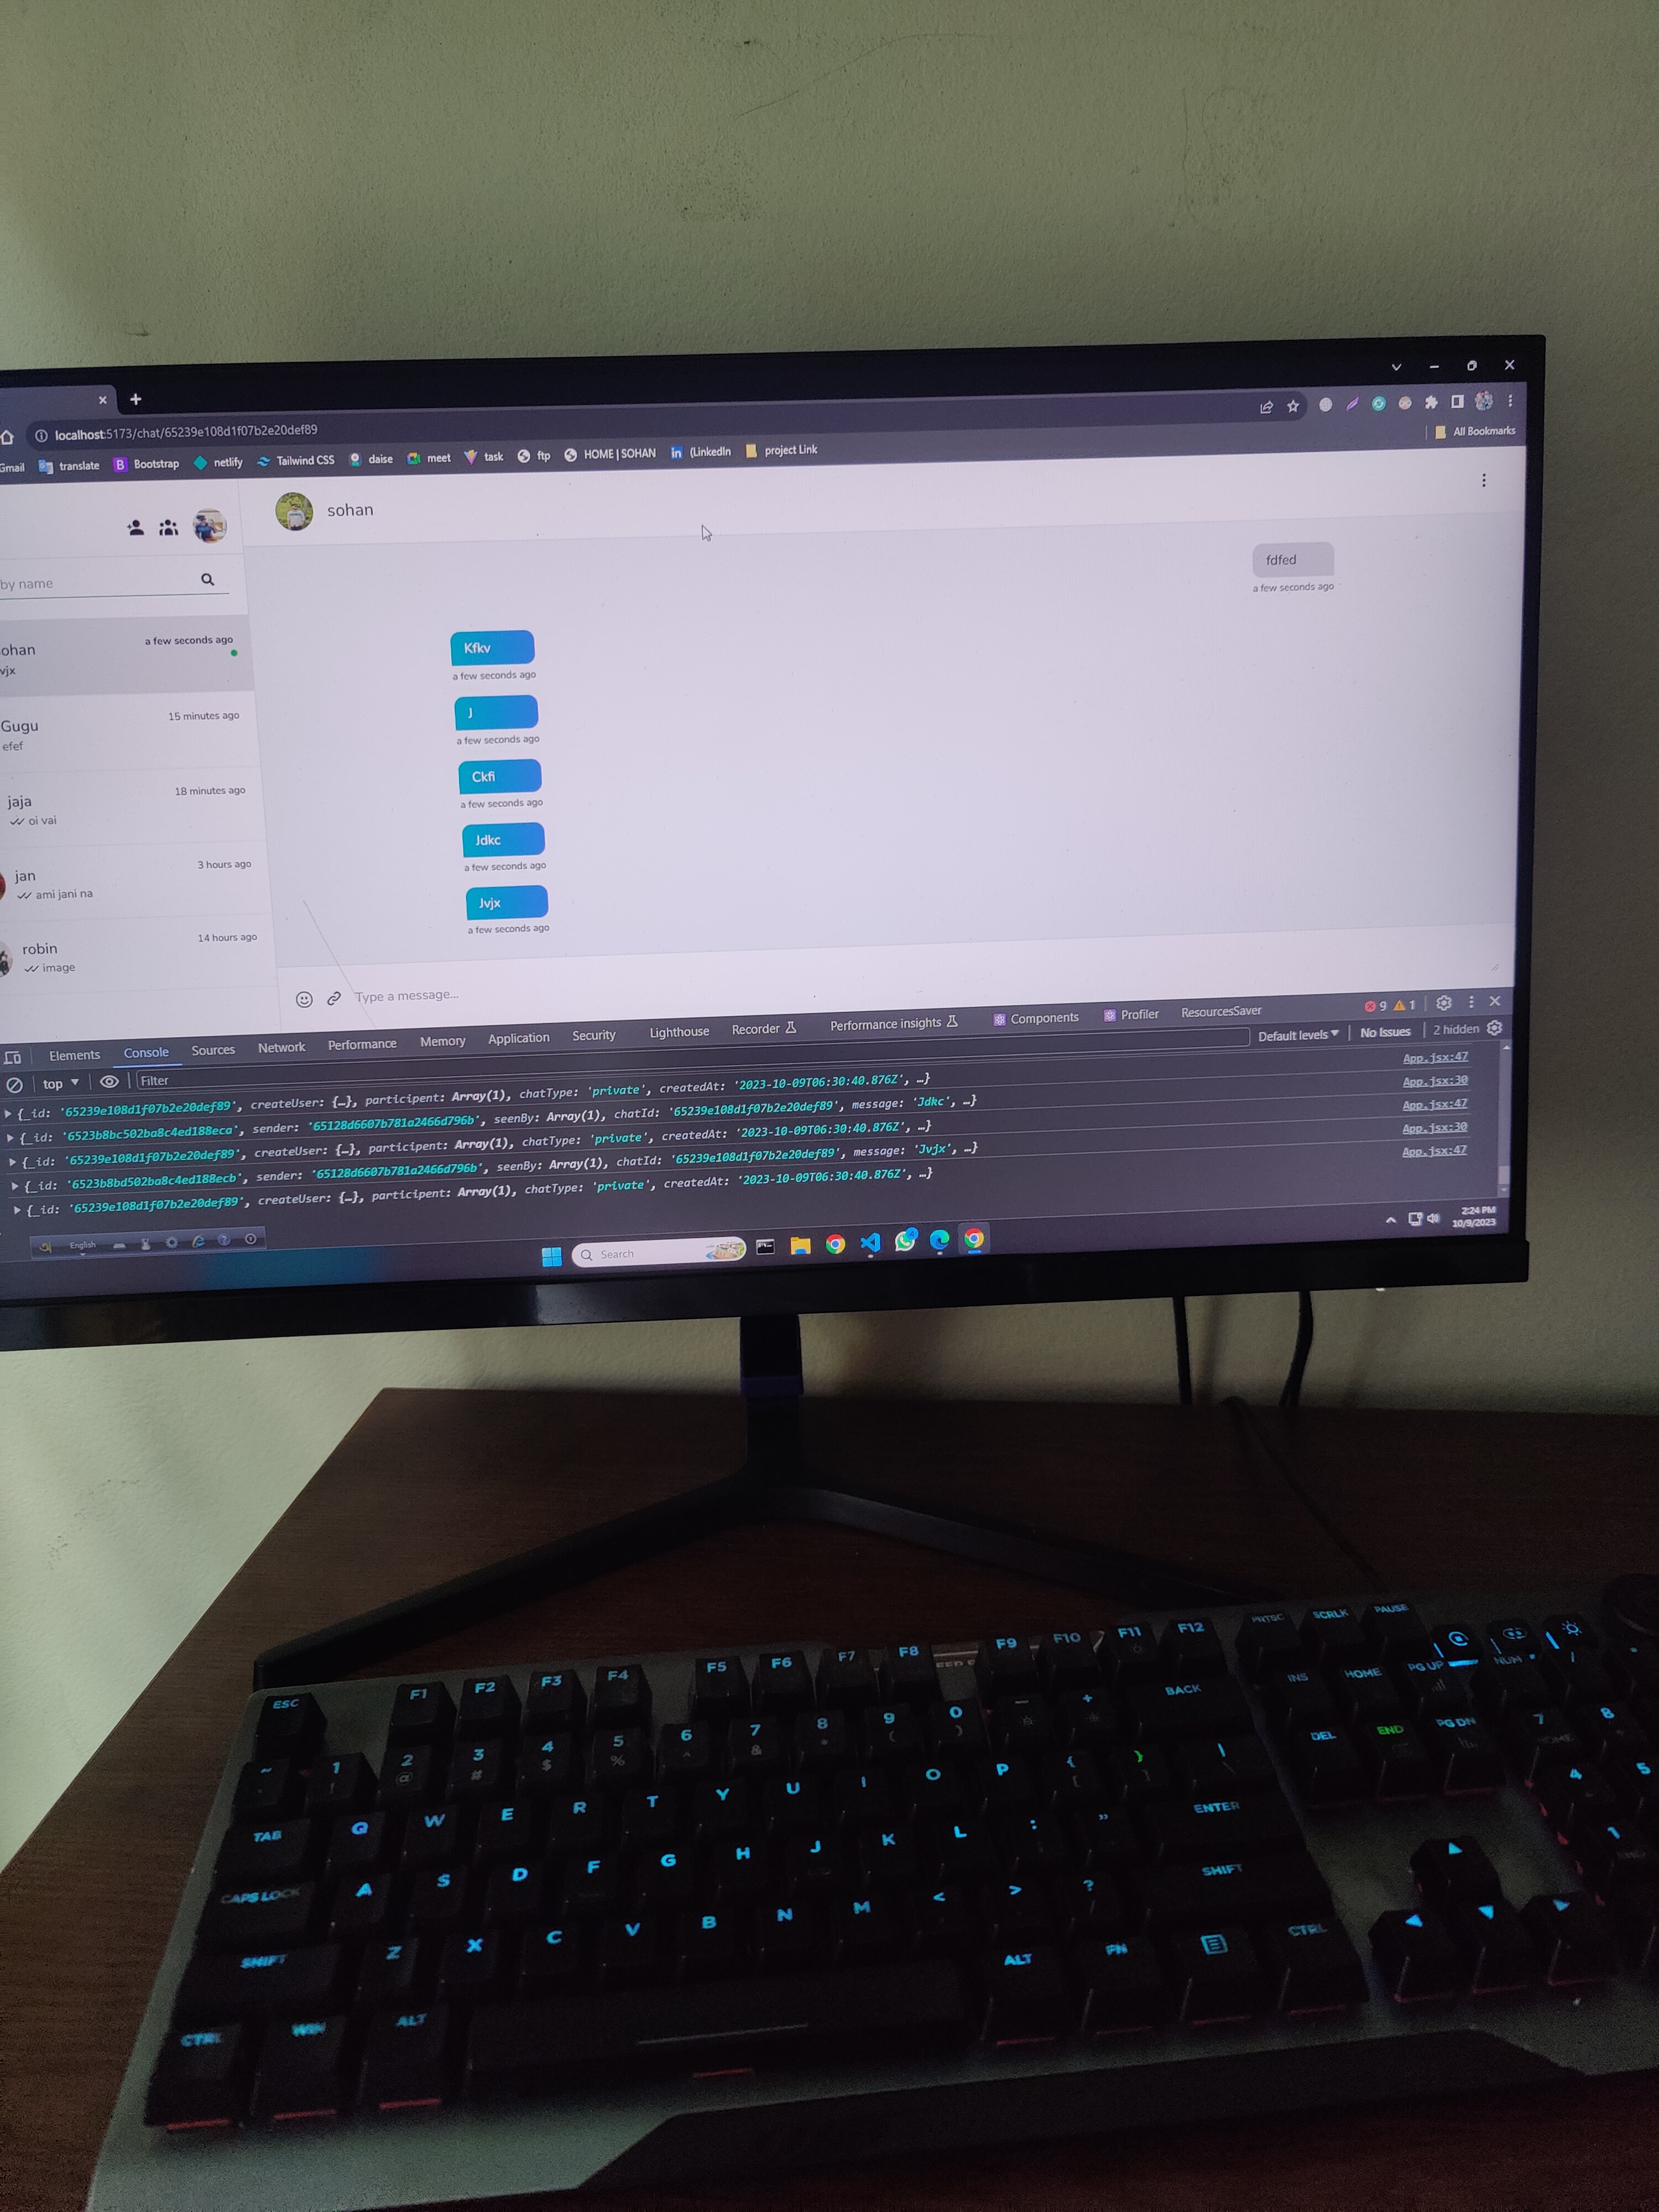 localhost:5173/chat/65239e108d1f07b2e20def89
Gmail translate Bootstrap netlify Tailwind CSS daise meet task ftp HOME | SOHAN (LinkedIn project Link All Bookmarks
sohan
by name
ohan a few seconds ago
vjx
Gugu 15 minutes ago
efef
jaja 18 minutes ago
oi vai
jan 3 hours ago
ami jani na
robin 14 hours ago
image
fdfed
a few seconds ago
Kfkv
a few seconds ago
J
a few seconds ago
Ckfi
a few seconds ago
Jdkc
a few seconds ago
Jvjx
a few seconds ago
Type a message...
Elements Console Sources Network Performance Memory Application Security Lighthouse Recorder Performance insights Components Profiler ResourcesSaver 9 1
top Filter Default levels No Issues 2 hidden
App.jsx:47
{_id: '65239e108d1f07b2e20def89', createUser: {…}, participent: Array(1), chatType: 'private', createdAt: '2023-10-09T06:30:40.876Z', …}
App.jsx:30
{_id: '6523b8bc502ba8c4ed188eca', sender: '65128d6607b781a2466d796b', seenBy: Array(1), chatId: '65239e108d1f07b2e20def89', message: 'Jdkc', …}
App.jsx:47
{_id: '65239e108d1f07b2e20def89', createUser: {…}, participent: Array(1), chatType: 'private', createdAt: '2023-10-09T06:30:40.876Z', …}
App.jsx:30
{_id: '6523b8bd502ba8c4ed188ecb', sender: '65128d6607b781a2466d796b', seenBy: Array(1), chatId: '65239e108d1f07b2e20def89', message: 'Jvjx', …}
App.jsx:47
{_id: '65239e108d1f07b2e20def89', createUser: {…}, participent: Array(1), chatType: 'private', createdAt: '2023-10-09T06:30:40.876Z', …}
English
Search
2:24 PM
10/9/2023
ESC F1 F2 F3 F4 F5 F6 F7 F8 F9 F10 F11 F12 PRTSC SCRLK PAUSE
~ 1 ! 2 @ 3 # 4 $ 5 % 6 ^ 7 & 8 * 9 ( 0 ) — + BACK INS HOME PG UP NUM /
TAB Q W E R T Y U I O P { [ } ] | \ DEL END PG DN 7 HOME 8
CAPS LOCK A S D F G H J K L : " ENTER 4 5
SHIFT Z X C V B N M < > ? / SHIFT 1
CTRL WIN ALT ALT FN CTRL